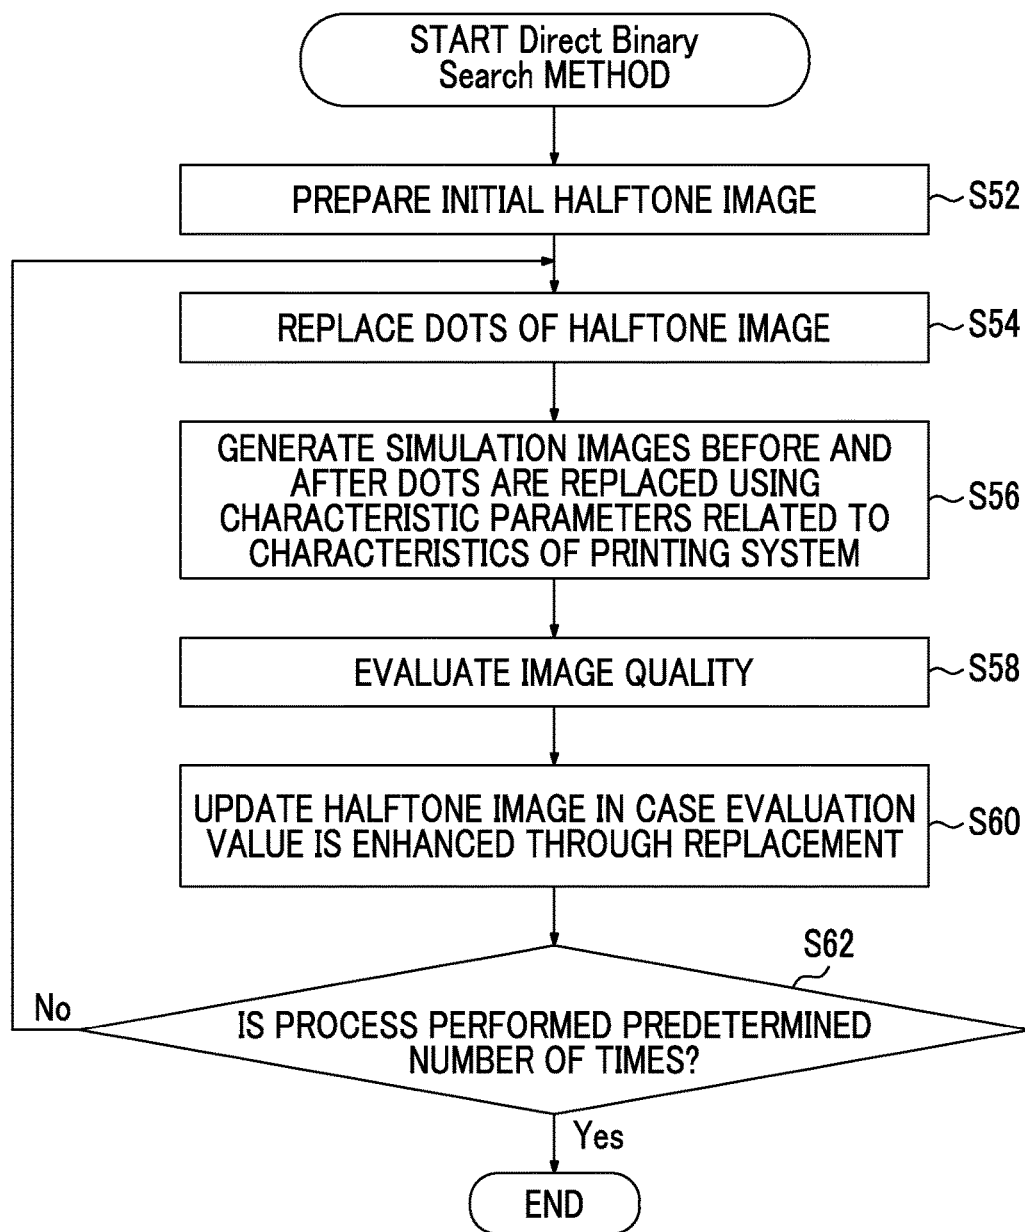 START Direct Binary
Search METHOD
PREPARE INITIAL HALFTONE IMAGE
S52
REPLACE DOTS OF HALFTONE IMAGE
S54
GENERATE SIMULATION IMAGES BEFORE AND
AFTER DOTS ARE REPLACED USING
CHARACTERISTIC PARAMETERS RELATED TO
CHARACTERISTICS OF PRINTING SYSTEM
S56
EVALUATE IMAGE QUALITY
S58
UPDATE HALFTONE IMAGE IN CASE EVALUATION
VALUE IS ENHANCED THROUGH REPLACEMENT
S60
S62
No
IS PROCESS PERFORMED PREDETERMINED
NUMBER OF TIMES?
Yes
END